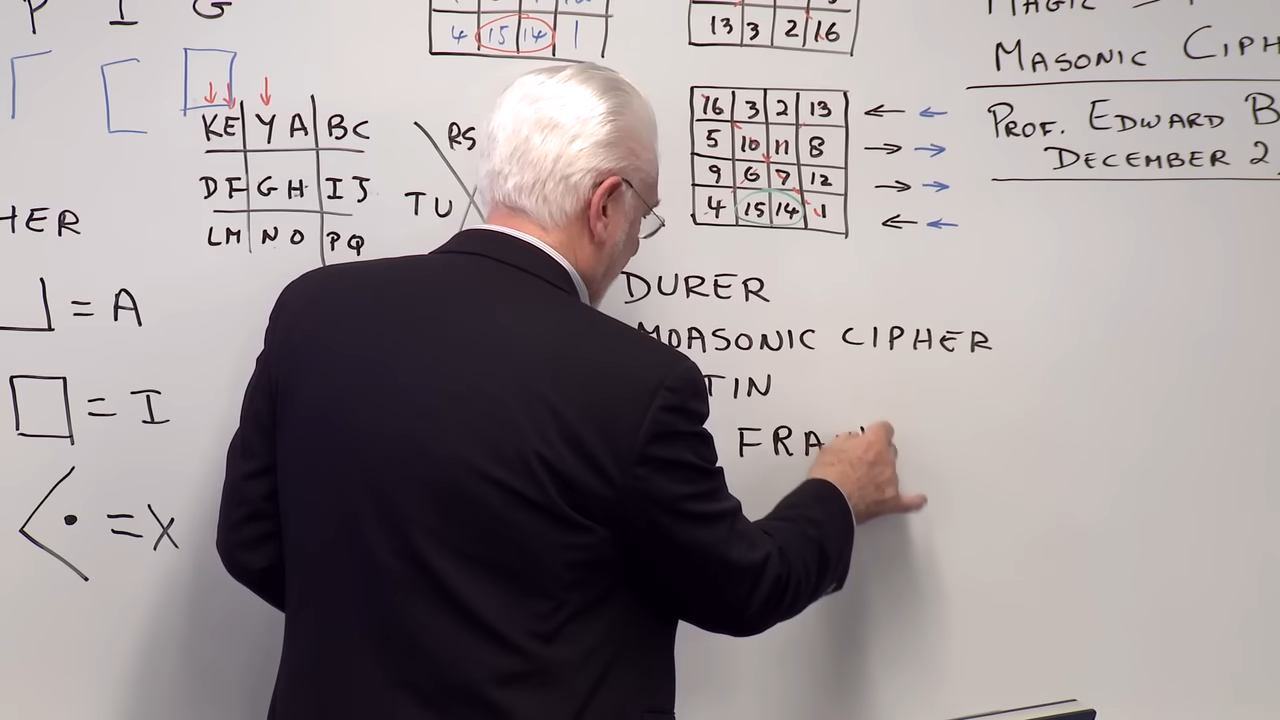 P I G
4 15 14 1
13 3 2 16
MASONIC CIPH
PROF. EDWARD B
DECEMBER 2
16 3 2 13
5 10 11 8
9 6 7 12
4 15 14 1
KE YA BC
DF GH IJ
LM NO PQ
RS
TU
HER
= A
= I
= X
DURER
MOASONIC CIPHER
TIN
FRA